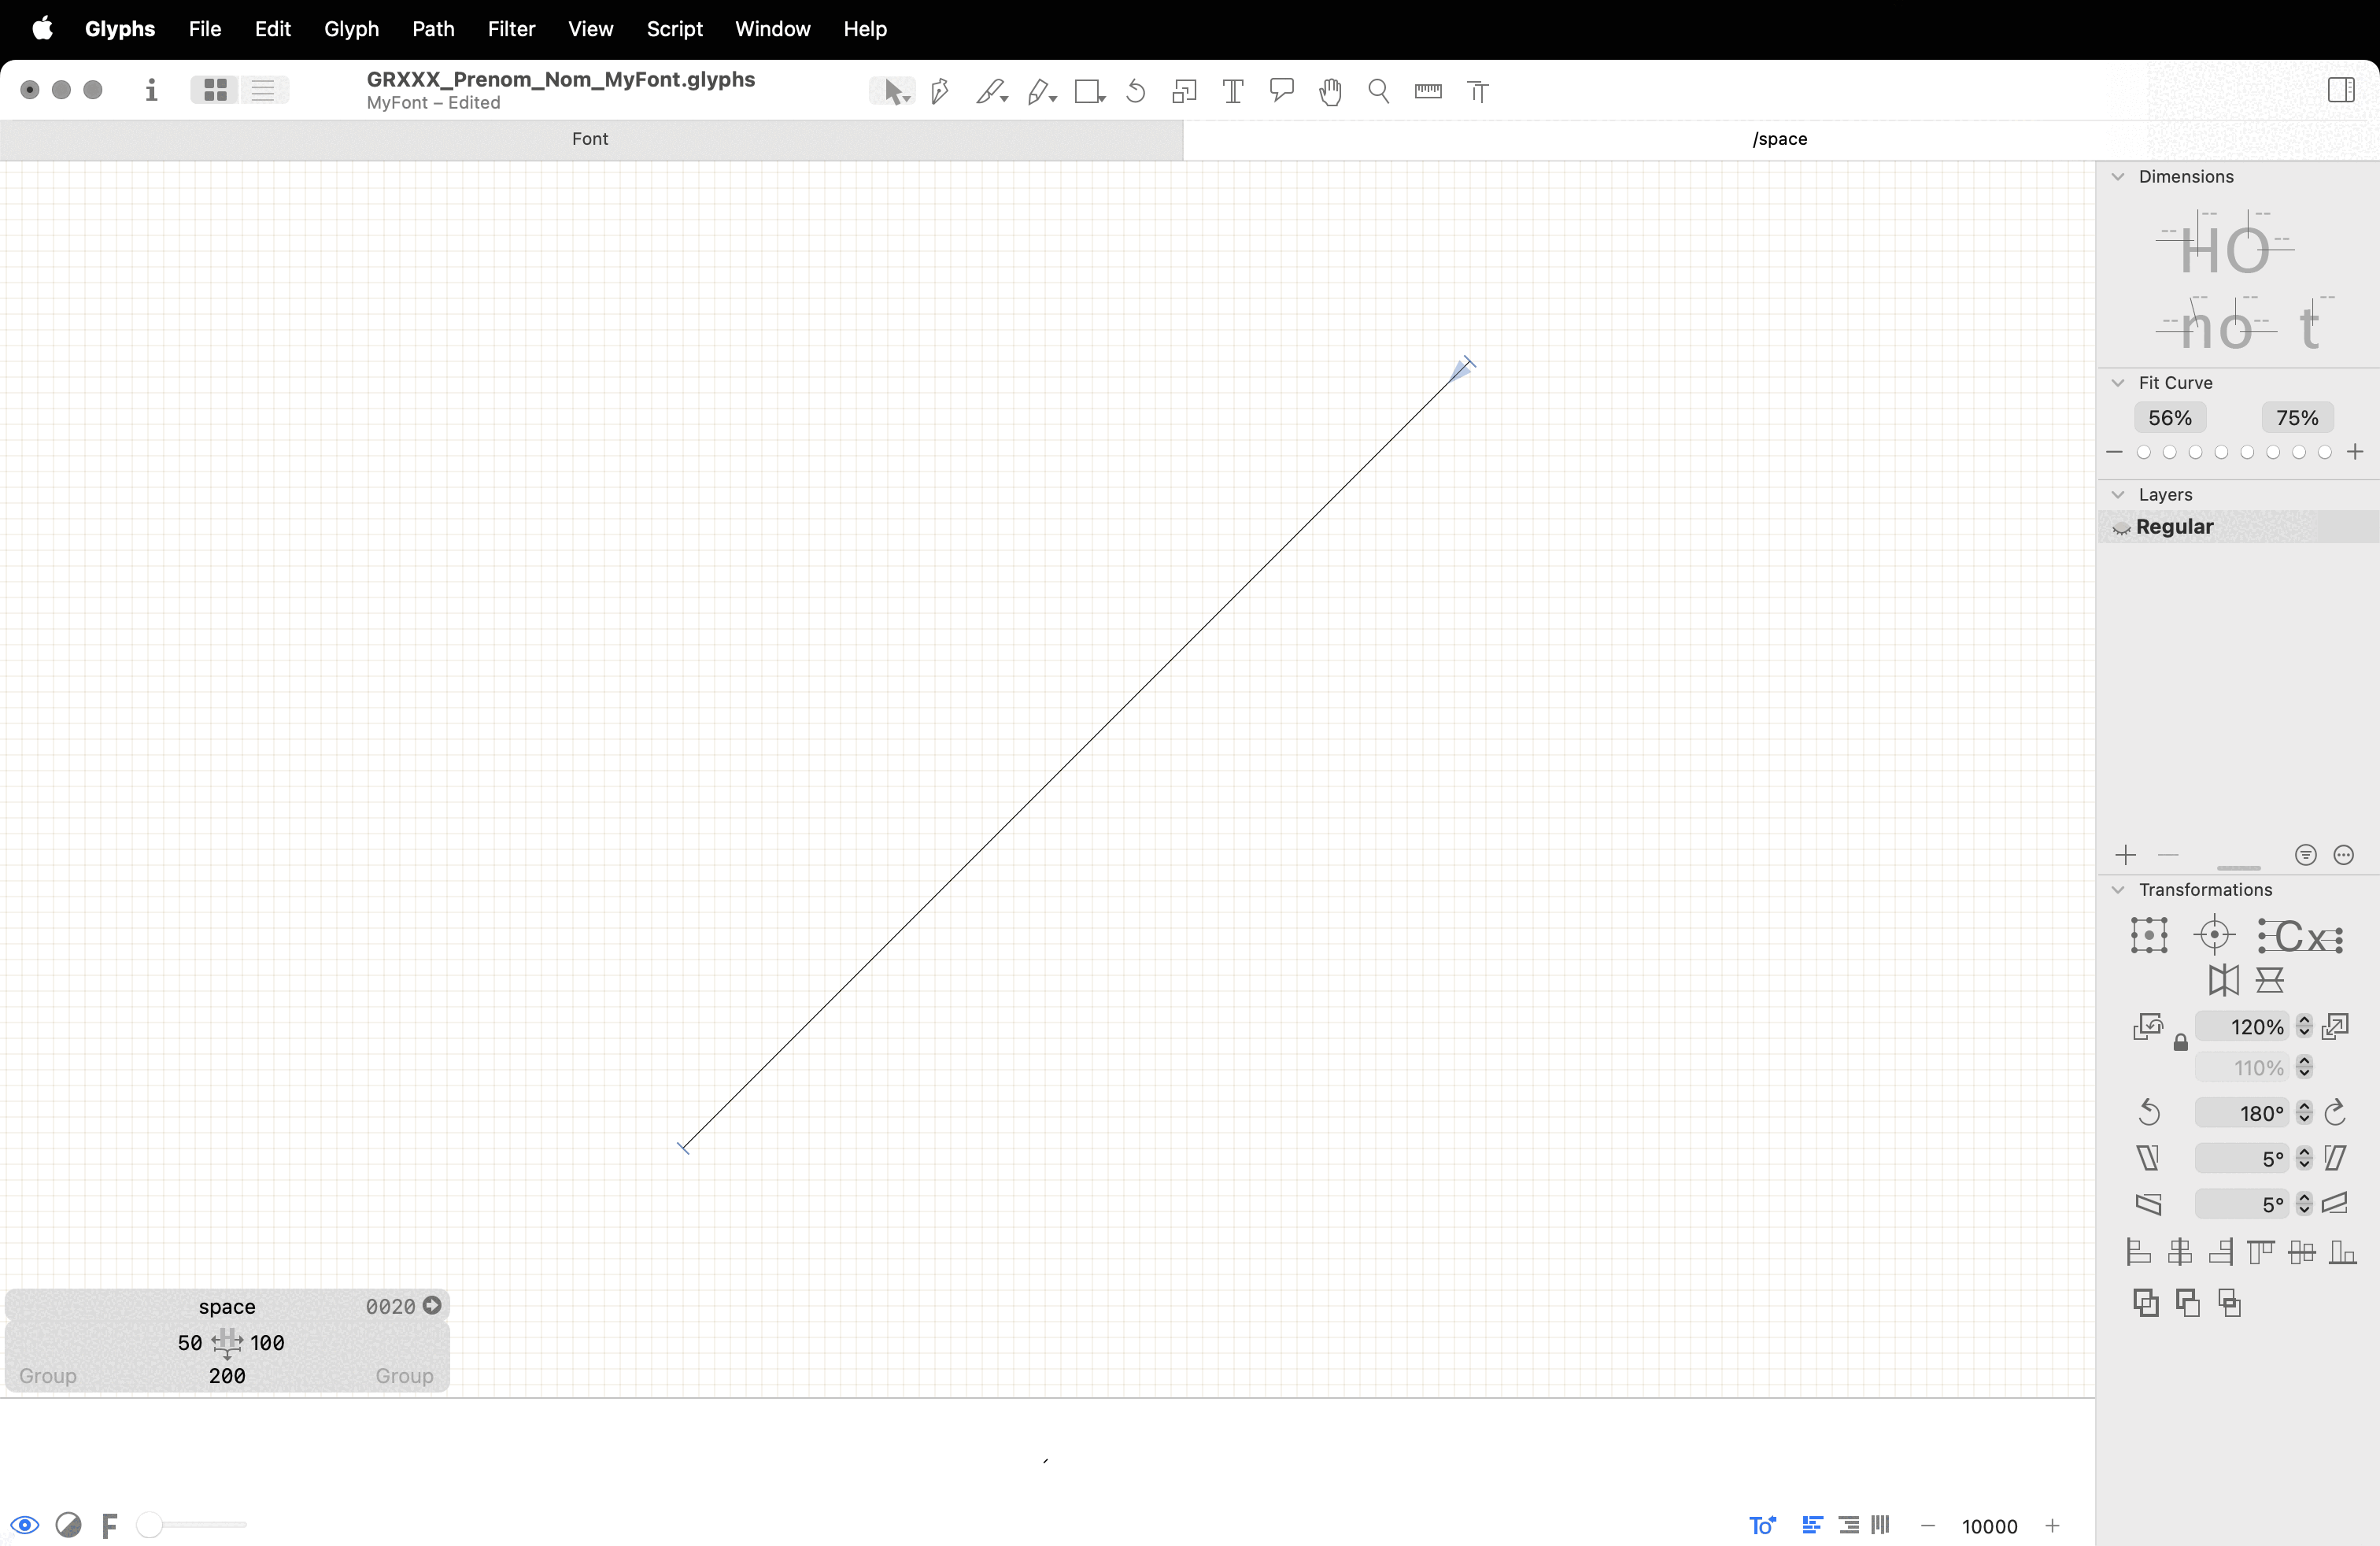 Glyphs File Edit Glyph Path Filter View Script Window Help
GRXXX_Prenom_Nom_MyFont.glyphs
MyFont – Edited
Font
/space
Dimensions
HO
no t
Fit Curve
56% 75%
Layers
Regular
Transformations
Cx
120%
110%
180°
5°
5°
space 0020
50 H 100
Group 200 Group
F
To
10000